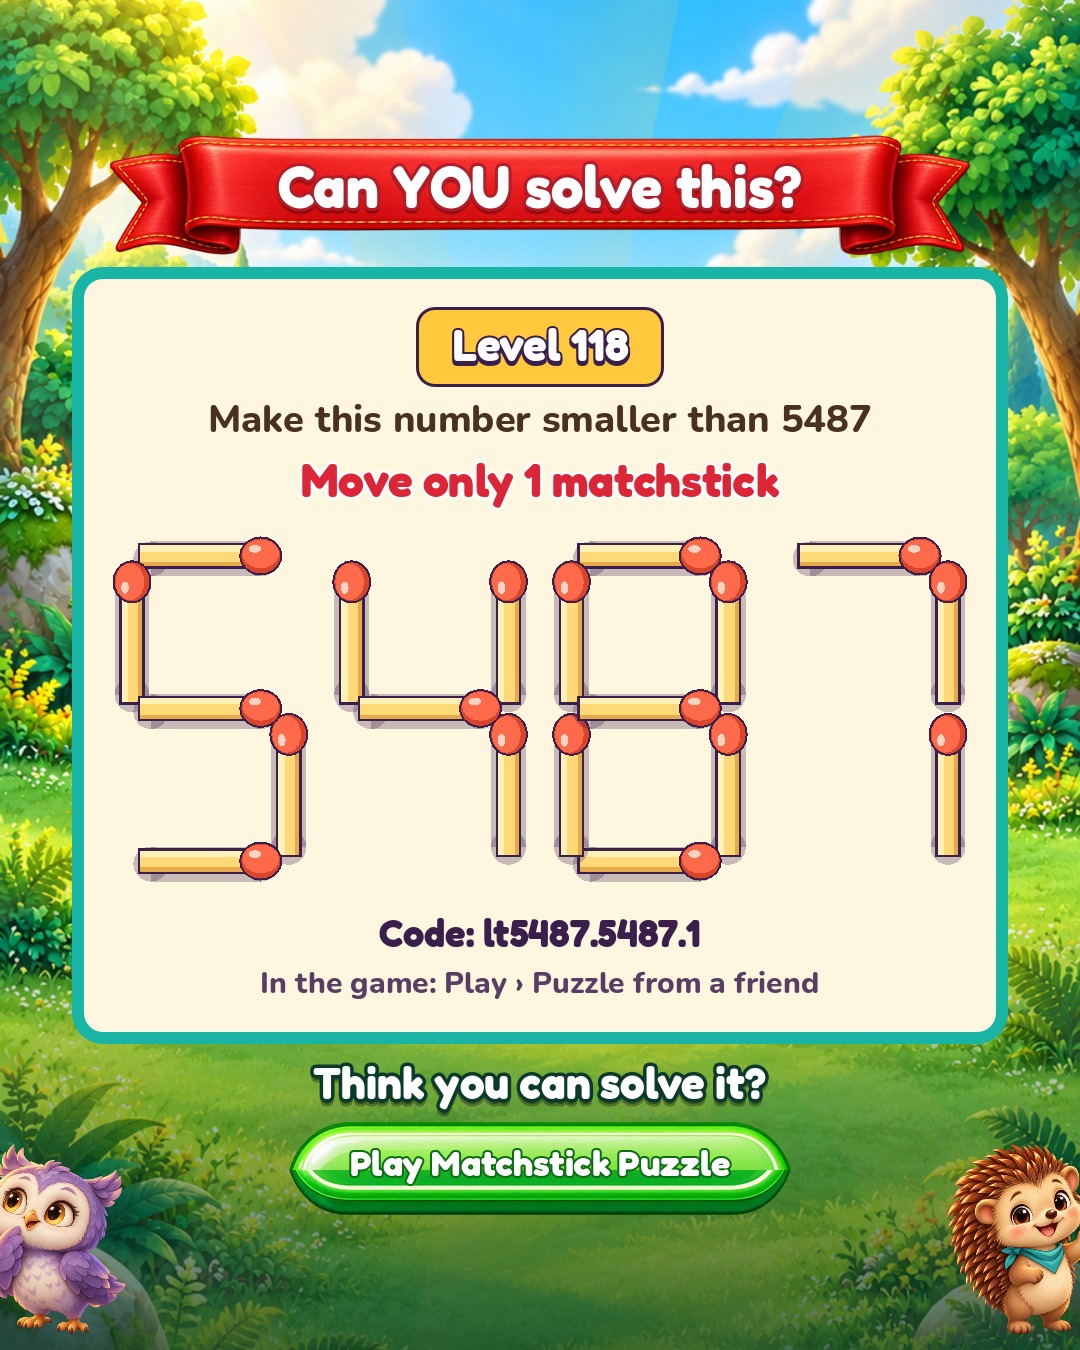 Can YOU solve this?
Level 118
Make this number smaller than 5487
Move only 1 matchstick
5487
Code: lt5487.5487.1
In the game: Play › Puzzle from a friend
Think you can solve it?
Play Matchstick Puzzle